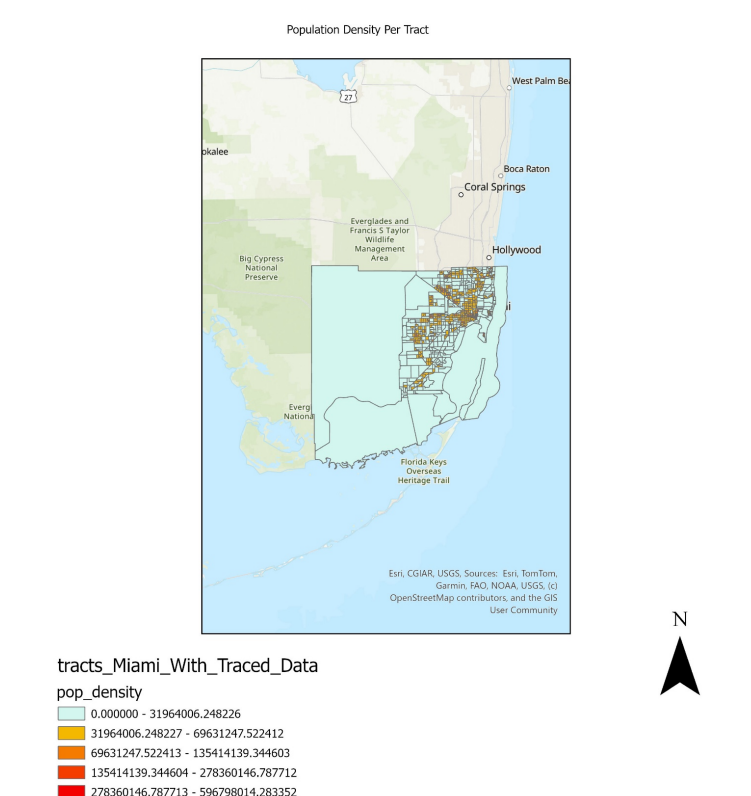 Population Density Per Tract
West Palm Bea
27
okalee
Boca Raton
Coral Springs
Everglades and
Francis S Taylor
Wildlife
Management
Area
Hollywood
Big Cypress
National
Preserve
ni
Everg
National
Florida Keys
Overseas
Heritage Trail
Esri, CGIAR, USGS, Sources: Esri, TomTom,
Garmin, FAO, NOAA, USGS, (c)
OpenStreetMap contributors, and the GIS
User Community
N
tracts_Miami_With_Traced_Data
pop_density
0.000000 - 31964006.248226
31964006.248227 - 69631247.522412
69631247.522413 - 135414139.344603
135414139.344604 - 278360146.787712
278360146.787713 - 596798014.283352